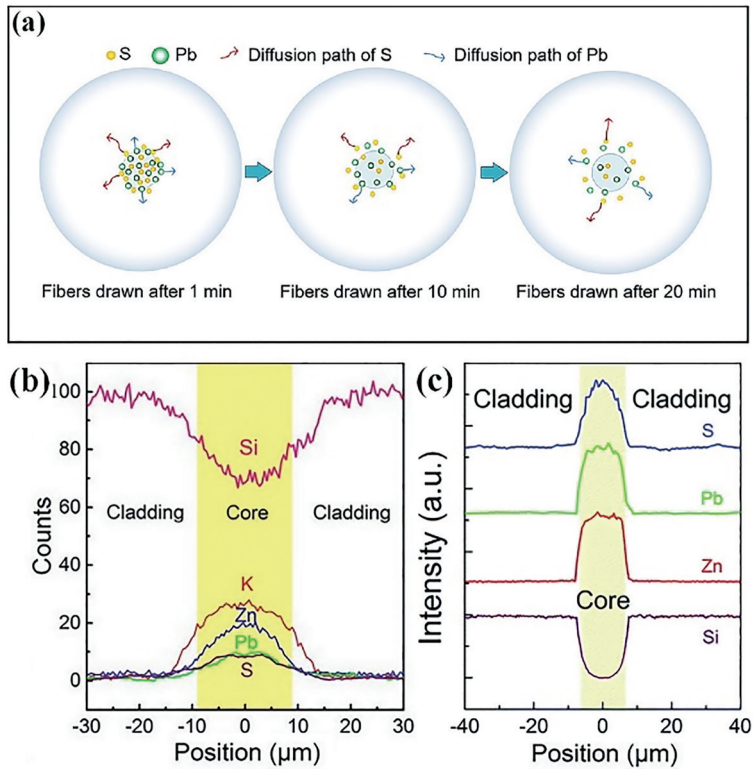 (a)
S Pb Diffusion path of S Diffusion path of Pb
Fibers drawn after 1 min Fibers drawn after 10 min Fibers drawn after 20 min
(b)
100
80
60
40
20
0
Counts
Si
Cladding Core Cladding
K
Zn
Pb
S
-30 -20 -10 0 10 20 30
Position (μm)
(c)
Intensity (a.u.)
Cladding Cladding
S
Pb
Zn
Core
Si
-40 -20 0 20 40
Position (μm)